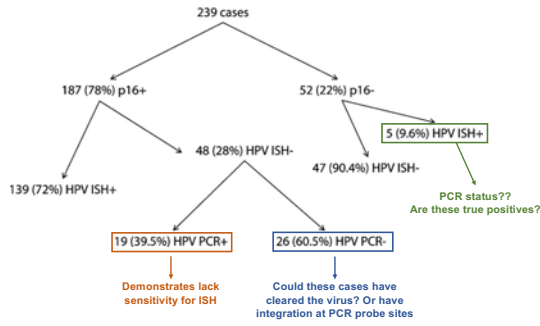 239 cases
187 (78%) p16+
52 (22%) p16-
5 (9.6%) HPV ISH+
48 (28%) HPV ISH-
47 (90.4%) HPV ISH-
139 (72%) HPV ISH+
PCR status??
Are these true positives?
19 (39.5%) HPV PCR+
26 (60.5%) HPV PCR-
Demonstrates lack
sensitivity for ISH
Could these cases have
cleared the virus? Or have
integration at PCR probe sites